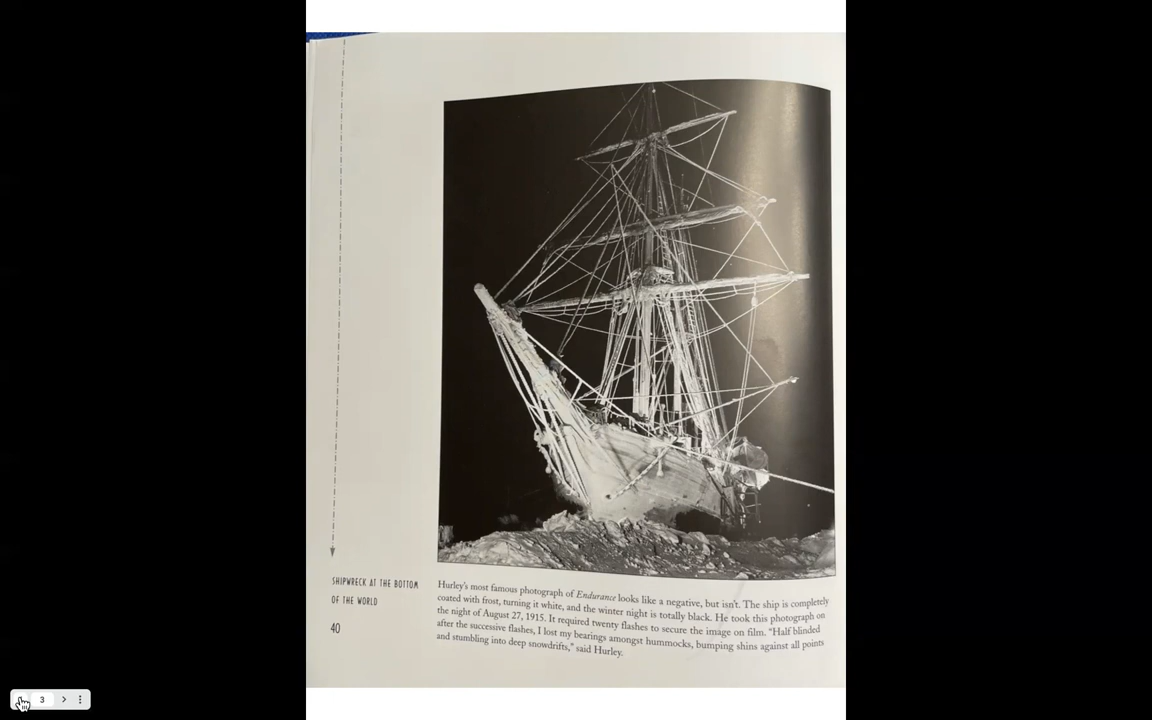 SHIPWRECK AT THE BOTTOM
OF THE WORLD
40
Hurley's most famous photograph of Endurance looks like a negative, but isn't. The ship is completely
coated with frost, turning it white, and the winter night is totally black. He took this photograph on
the night of August 27, 1915. It required twenty flashes to secure the image on film. "Half blinded
after the successive flashes, I lost my bearings amongst hummocks, bumping shins against all points
and stumbling into deep snowdrifts," said Hurley.
3